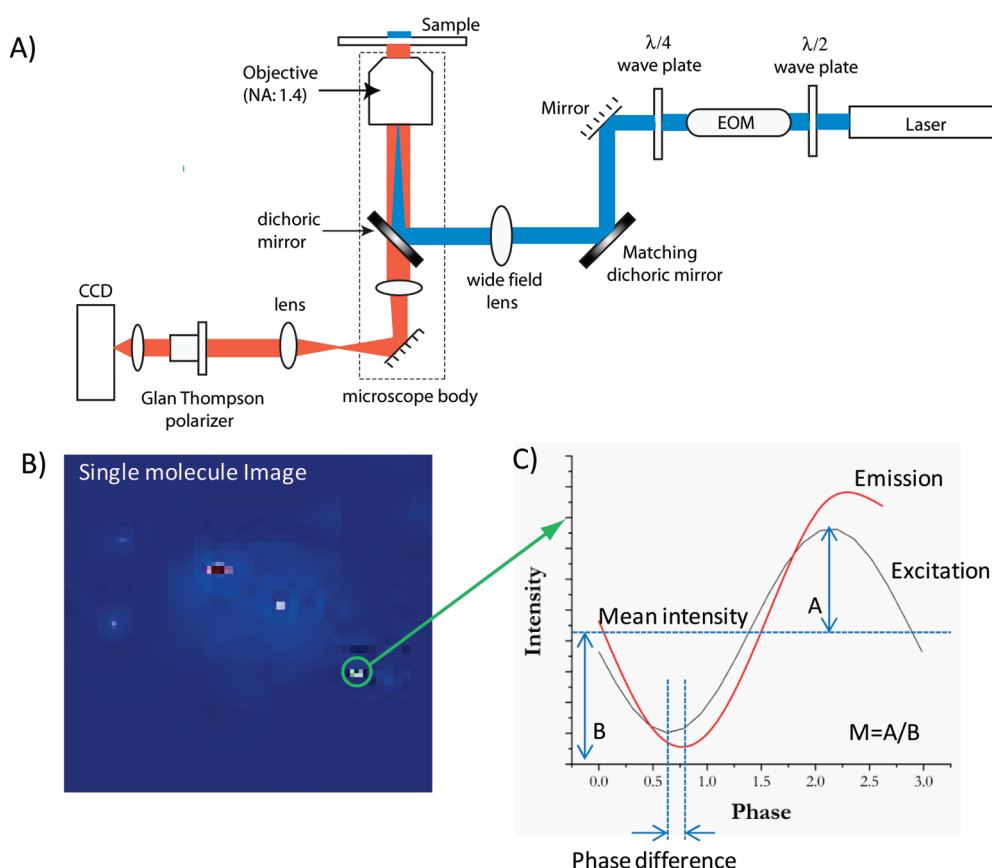 A)
Sample
Objective
(NA: 1.4)
λ/4
wave plate
λ/2
wave plate
Mirror
EOM
Laser
dichoric
mirror
wide field
lens
Matching
dichoric mirror
CCD
lens
Glan Thompson
polarizer
microscope body
B)
Single molecule Image
C)
Emission
Excitation
Mean intensity
A
B
M=A/B
Intensity
0.0 0.5 1.0 1.5 2.0 2.5 3.0
Phase
Phase difference